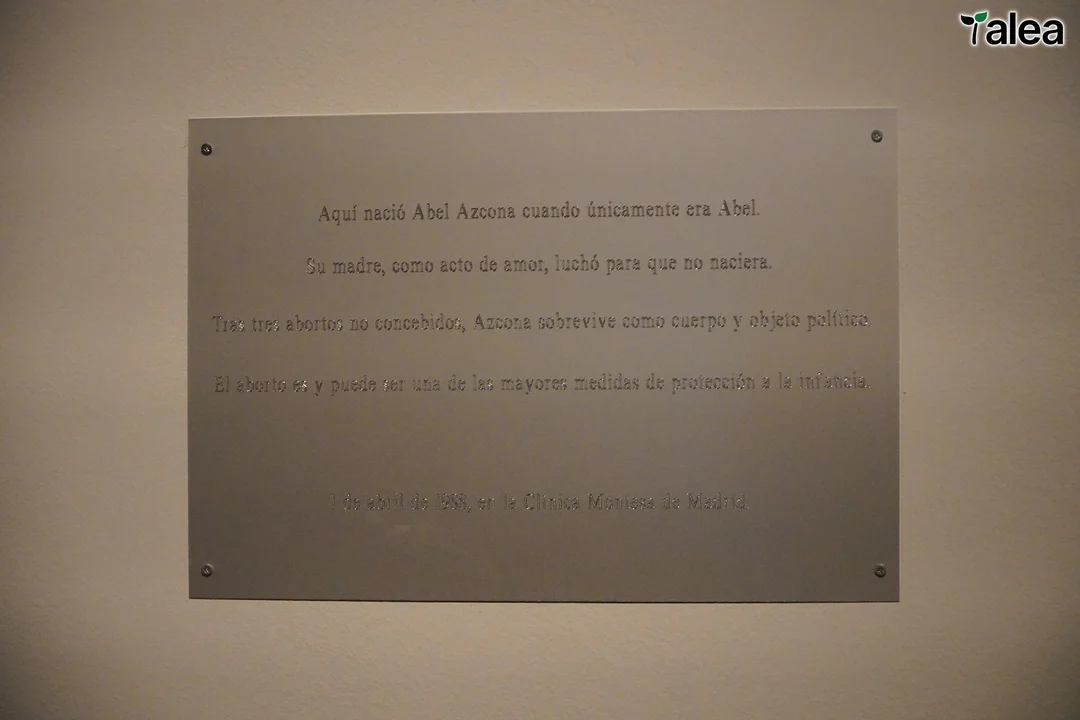 talea
Aquí nació Abel Azcona cuando únicamente era Abel.
Su madre, como acto de amor, luchó para que no naciera.
Tras tres abortos no concebidos, Azcona sobrevive como cuerpo y objeto político.
El aborto es y puede ser una de las mayores medidas de protección a la infancia.
1 de abril de 1988, en la Clínica Montesa de Madrid.